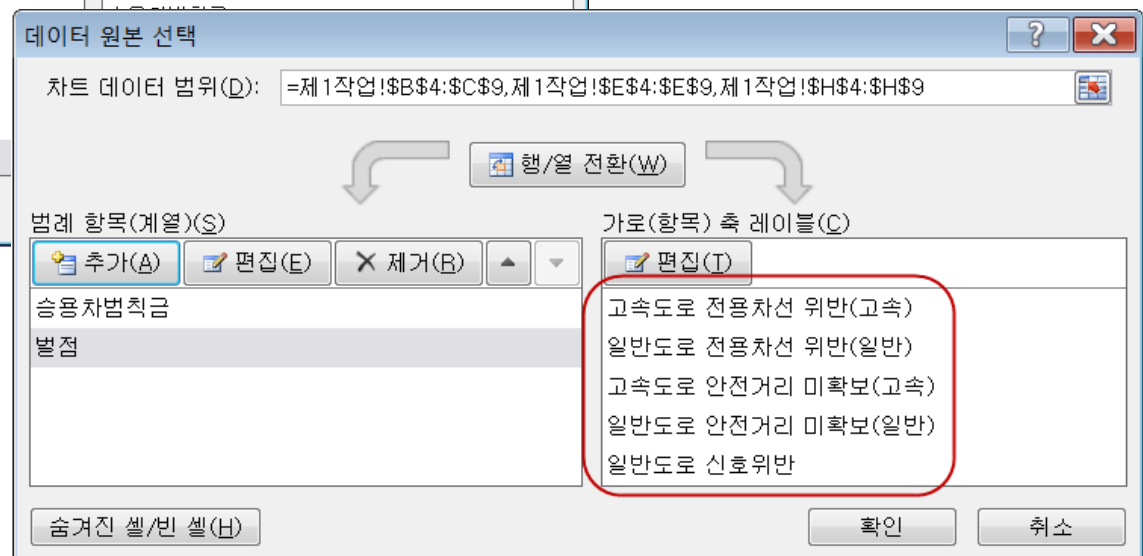 데이터 원본 선택
차트 데이터 범위(D): =제1작업!$B$4:$C$9,제1작업!$E$4:$E$9,제1작업!$H$4:$H$9
행/열 전환(W)
범례 항목(계열)(S) 가로(항목) 축 레이블(C)
추가(A) 편집(E) 제거(R) 편집(T)
승용차범칙금 고속도로 전용차선 위반(고속)
벌점 일반도로 전용차선 위반(일반)
고속도로 안전거리 미확보(고속)
일반도로 안전거리 미확보(일반)
일반도로 신호위반
숨겨진 셀/빈 셀(H) 확인 취소